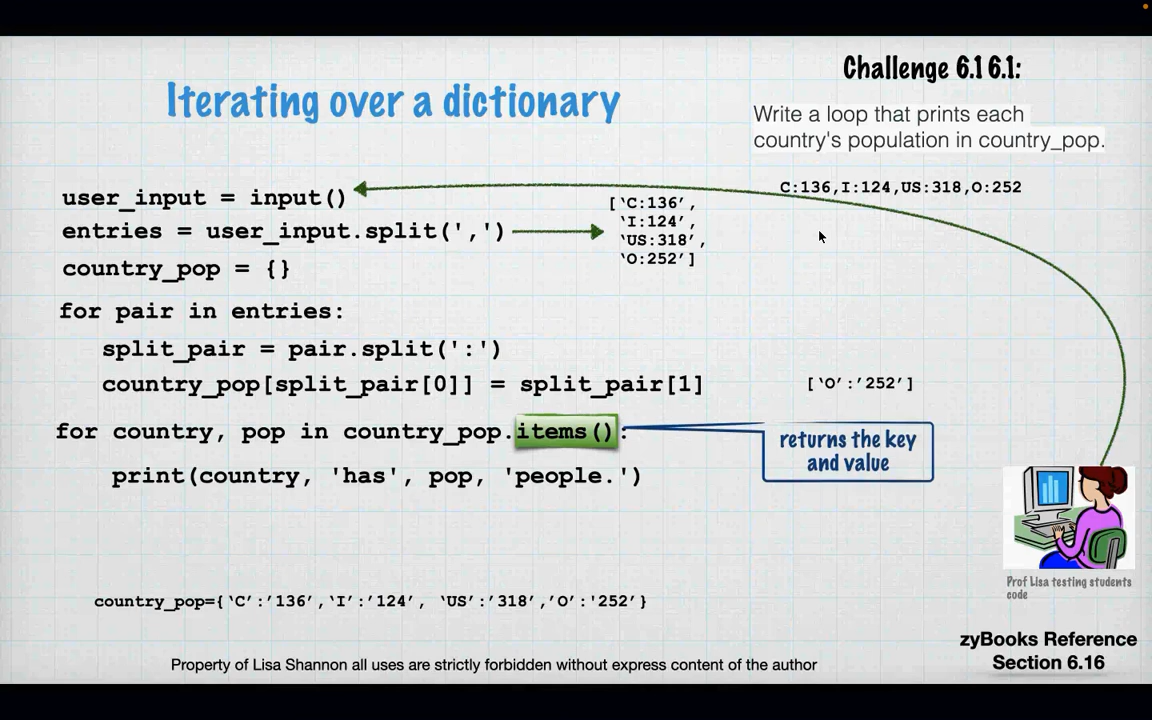 Challenge 6.1 6.1:
Iterating over a dictionary
Write a loop that prints each
country's population in country_pop.
user_input = input()
C:136,I:124,US:318,O:252
entries = user_input.split(',')
[‘C:136’,
‘I:124’,
‘US:318’,
‘O:252’]
country_pop = {}
for pair in entries:
split_pair = pair.split(':')
country_pop[split_pair[0]] = split_pair[1]
[‘O’:’252’]
for country, pop in country_pop.items():
returns the key
and value
print(country, 'has', pop, 'people.')
Prof Lisa testing students
code
country_pop={‘C’:’136’,‘I’:’124’, ‘US’:’318’,’O’:'252’}
zyBooks Reference
Section 6.16
Property of Lisa Shannon all uses are strictly forbidden without express content of the author